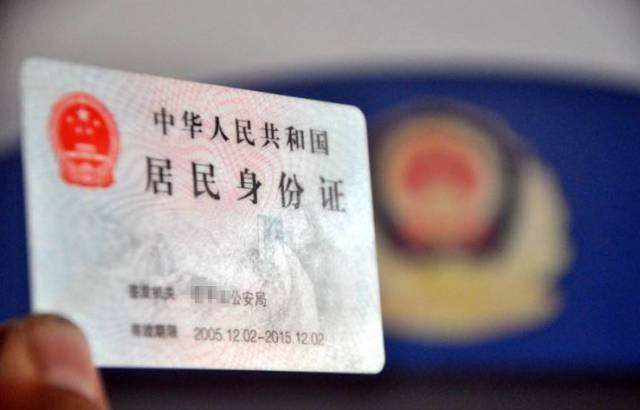 中华人民共和国
居民身份证
签发机关 公安局
有效期限 2005.12.02-2015.12.02